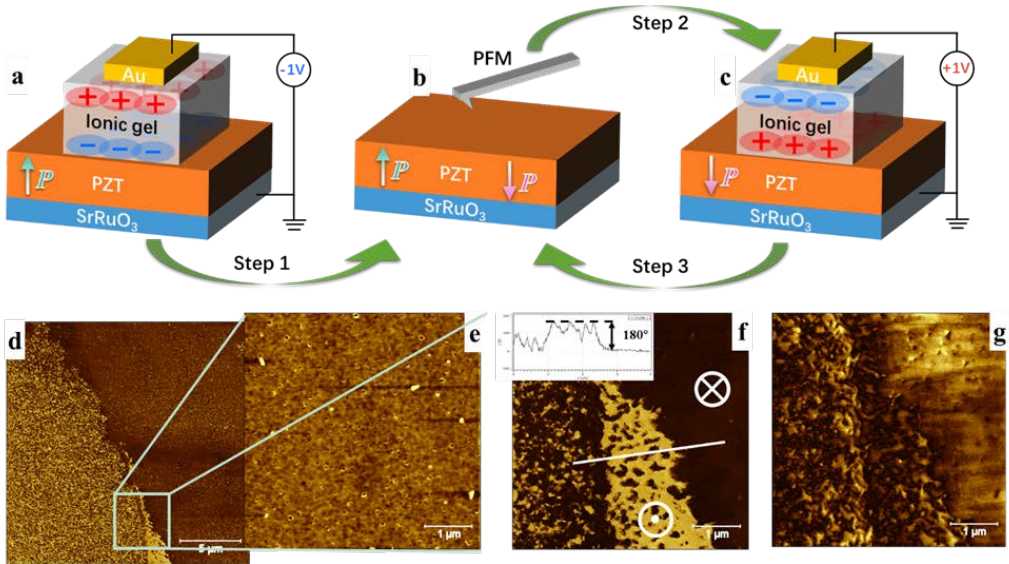 Step 2
a
Au
-1V
+
+
+
Ionic gel
−
−
−
P
PZT
SrRuO3
b
PFM
P
PZT
P
SrRuO3
c
Au
+1V
−
−
−
Ionic gel
+
+
+
P
PZT
SrRuO3
Step 1
Step 3
d
5 μm
e
1 μm
f
180°
1 μm
g
1 μm